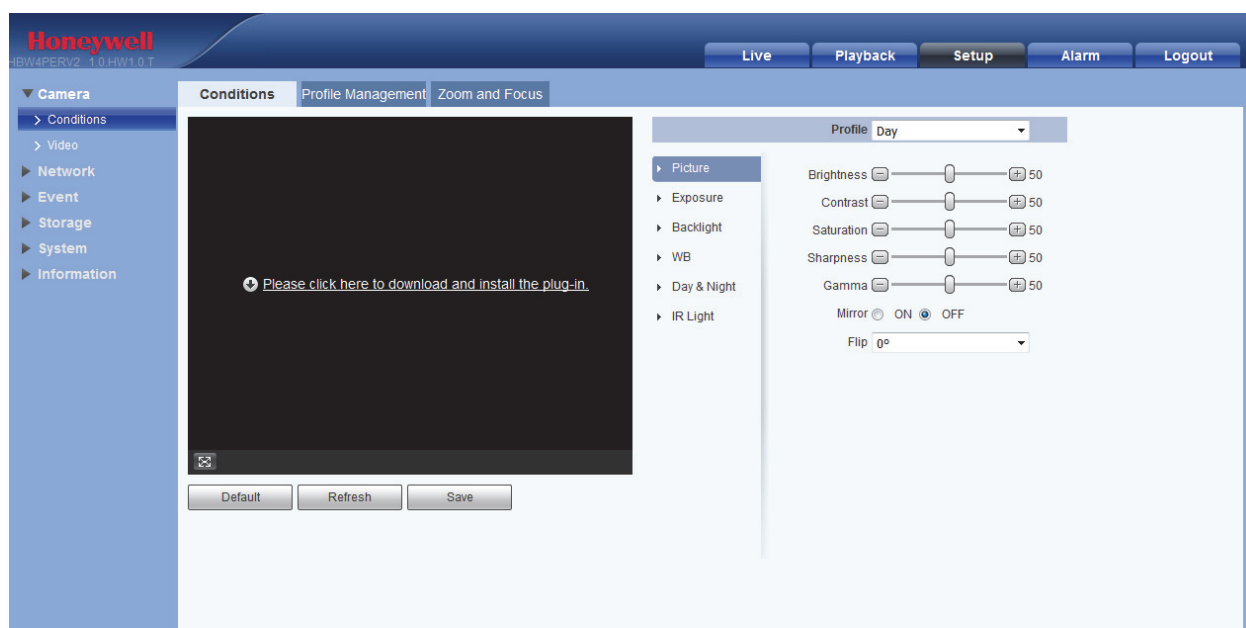 Honeywell
HBW4PERV2 1.0.HW1.0.T
Live
Playback
Setup
Alarm
Logout
Camera
Conditions
Video
Network
Event
Storage
System
Information
Conditions
Profile Management
Zoom and Focus
Please click here to download and install the plug-in.
Default
Refresh
Save
Profile Day
Picture
Exposure
Backlight
WB
Day & Night
IR Light
Brightness 50
Contrast 50
Saturation 50
Sharpness 50
Gamma 50
Mirror ON OFF
Flip 0º